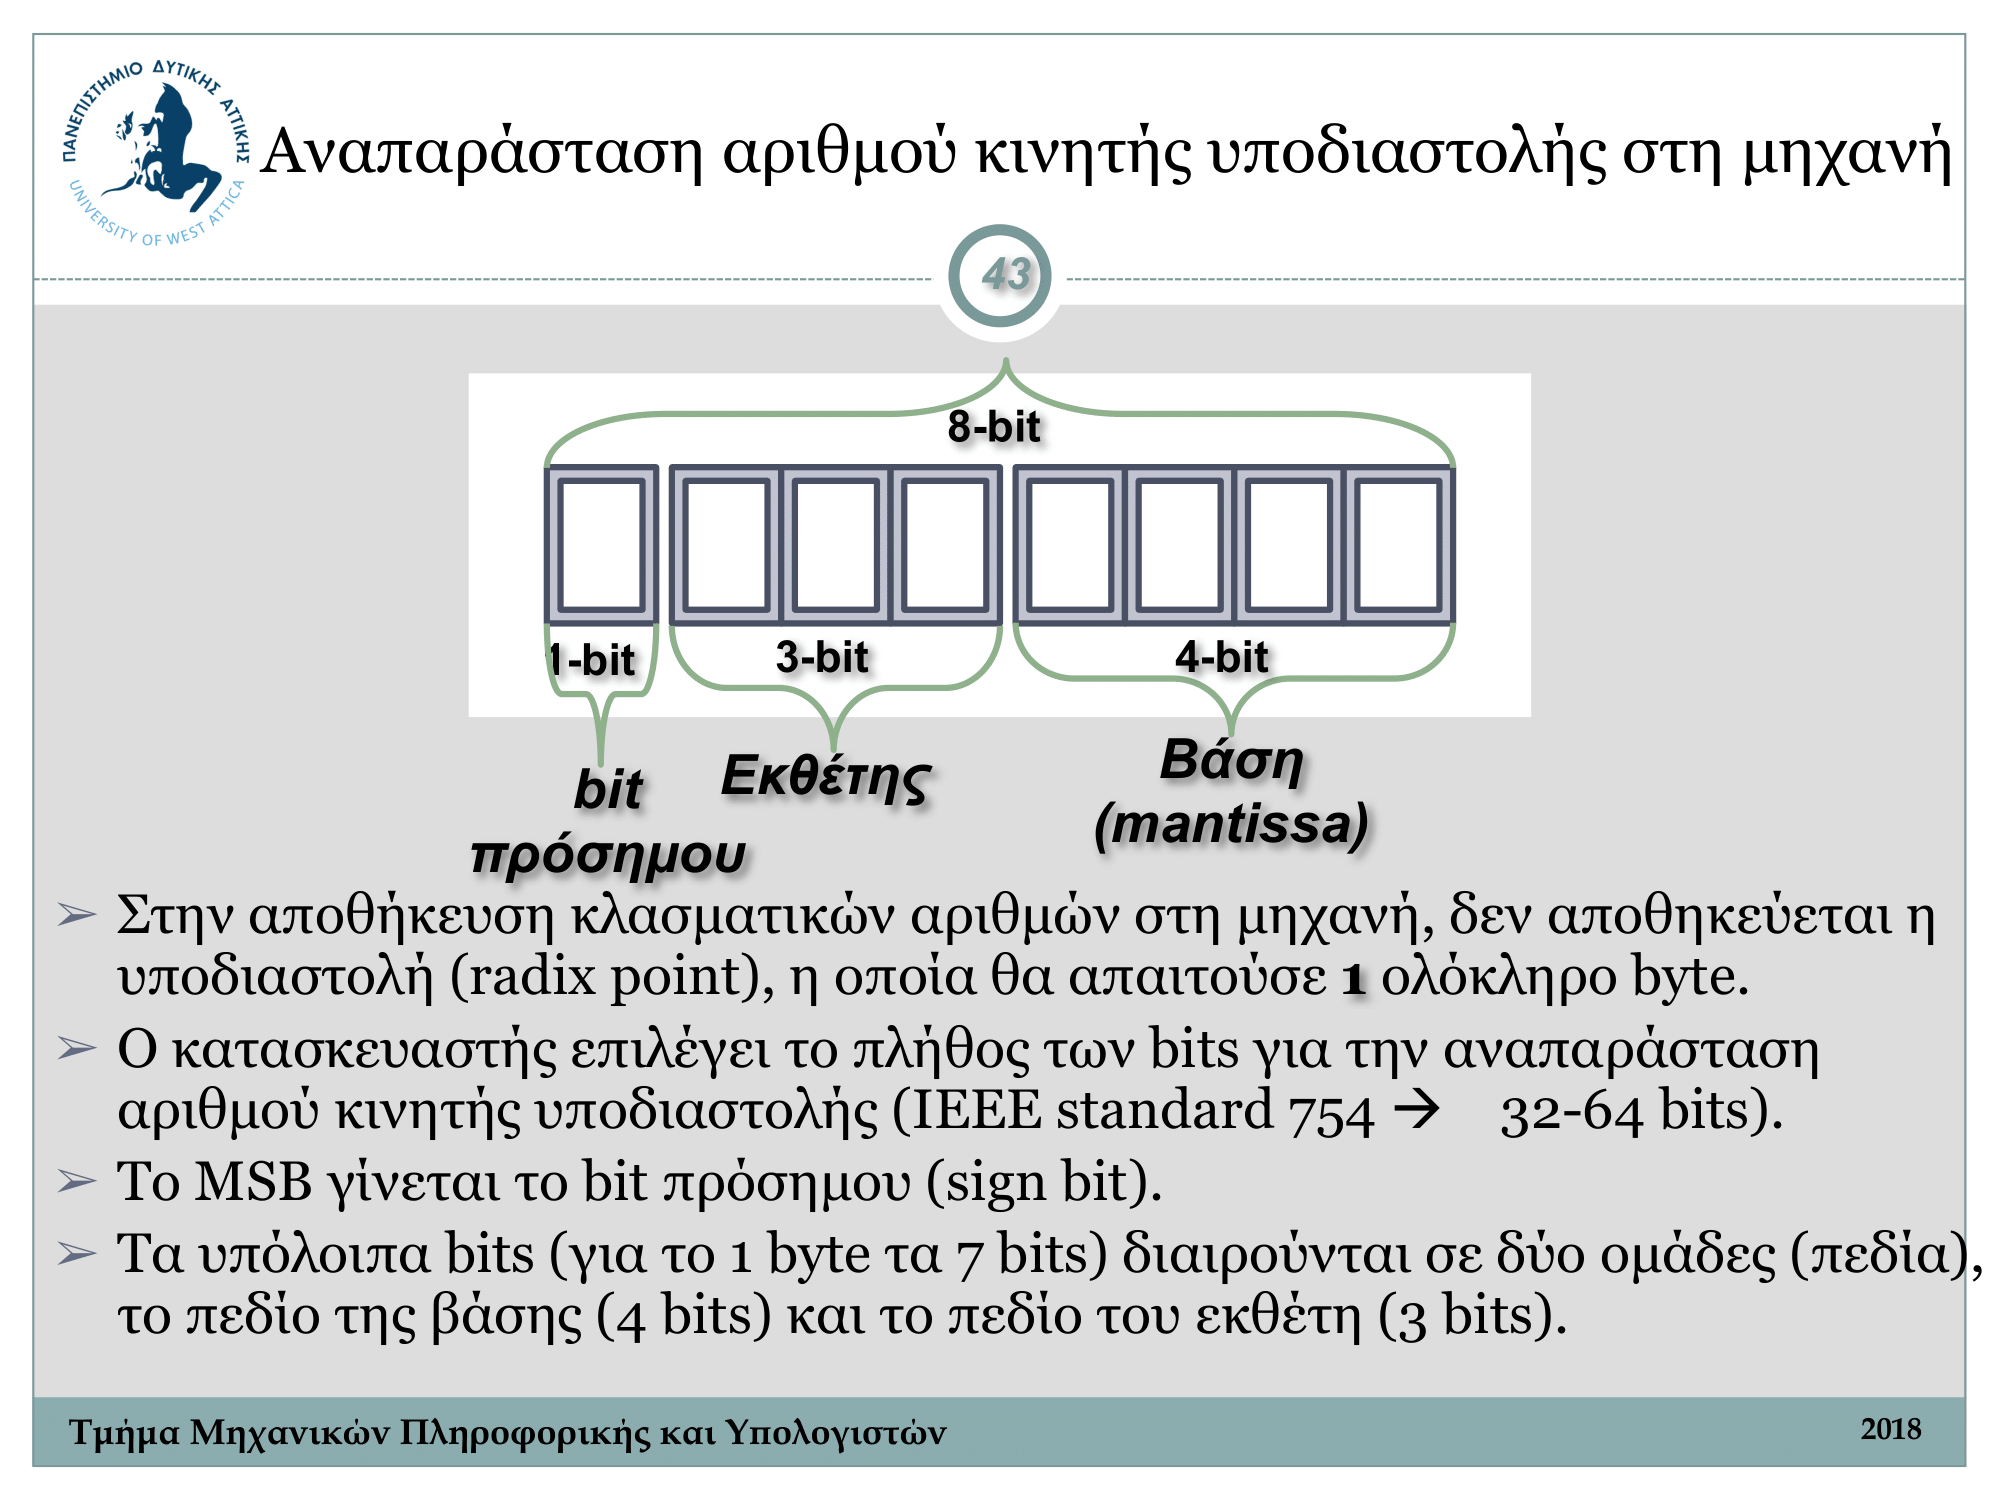 ΠΑΝΕΠΙΣΤΗΜΙΟ ΔΥΤΙΚΗΣ ΑΤΤΙΚΗΣ
UNIVERSITY OF WEST ATTICA
Αναπαράσταση αριθμού κινητής υποδιαστολής στη μηχανή
43
8-bit
1-bit 3-bit 4-bit
bit
πρόσημου
Εκθέτης
Βάση
(mantissa)
➢ Στην αποθήκευση κλασματικών αριθμών στη μηχανή, δεν αποθηκεύεται η
υποδιαστολή (radix point), η οποία θα απαιτούσε 1 ολόκληρο byte.
➢ Ο κατασκευαστής επιλέγει το πλήθος των bits για την αναπαράσταση
αριθμού κινητής υποδιαστολής (IEEE standard 754 → 32-64 bits).
➢ Το MSB γίνεται το bit πρόσημου (sign bit).
➢ Τα υπόλοιπα bits (για το 1 byte τα 7 bits) διαιρούνται σε δύο ομάδες (πεδία),
το πεδίο της βάσης (4 bits) και το πεδίο του εκθέτη (3 bits).
Τμήμα Μηχανικών Πληροφορικής και Υπολογιστών
2018